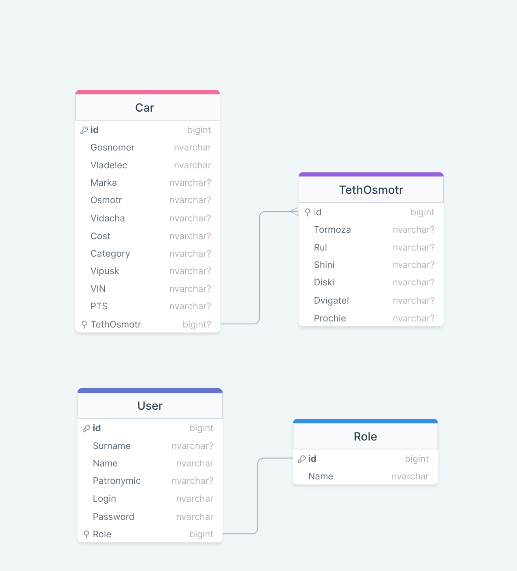 Car
id bigint
Gosnomer nvarchar
Vladelec nvarchar
Marka nvarchar?
Osmotr nvarchar?
Vidacha nvarchar?
Cost nvarchar?
Category nvarchar?
Vipusk nvarchar?
VIN nvarchar?
PTS nvarchar?
TethOsmotr bigint?
TethOsmotr
id bigint
Tormoza nvarchar?
Rul nvarchar?
Shini nvarchar?
Diski nvarchar?
Dvigatel nvarchar?
Prochie nvarchar?
User
id bigint
Surname nvarchar?
Name nvarchar
Patronymic nvarchar?
Login nvarchar
Password nvarchar
Role bigint
Role
id bigint
Name nvarchar